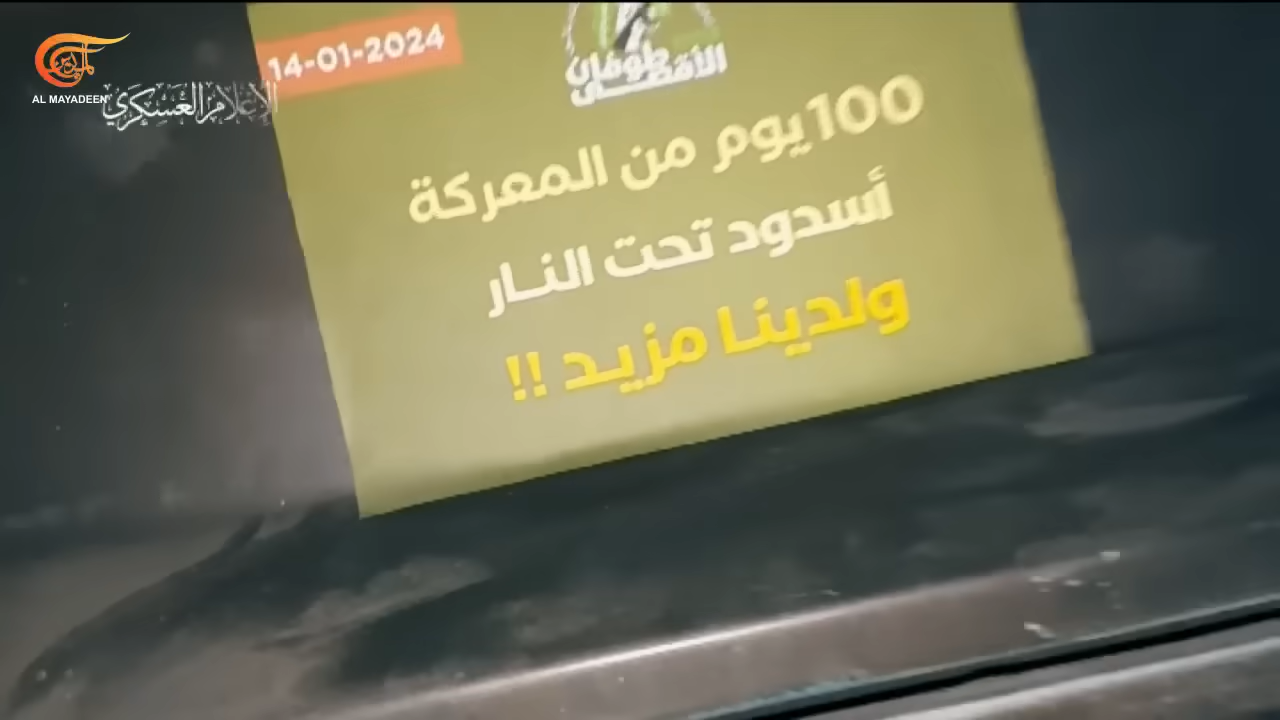 AL MAYADEEN
الإعلام العسكري
14-01-2024
طوفان
الأقصى
100 يوم من المعركة
أسدود تحت النار
ولدينا مزيد !!